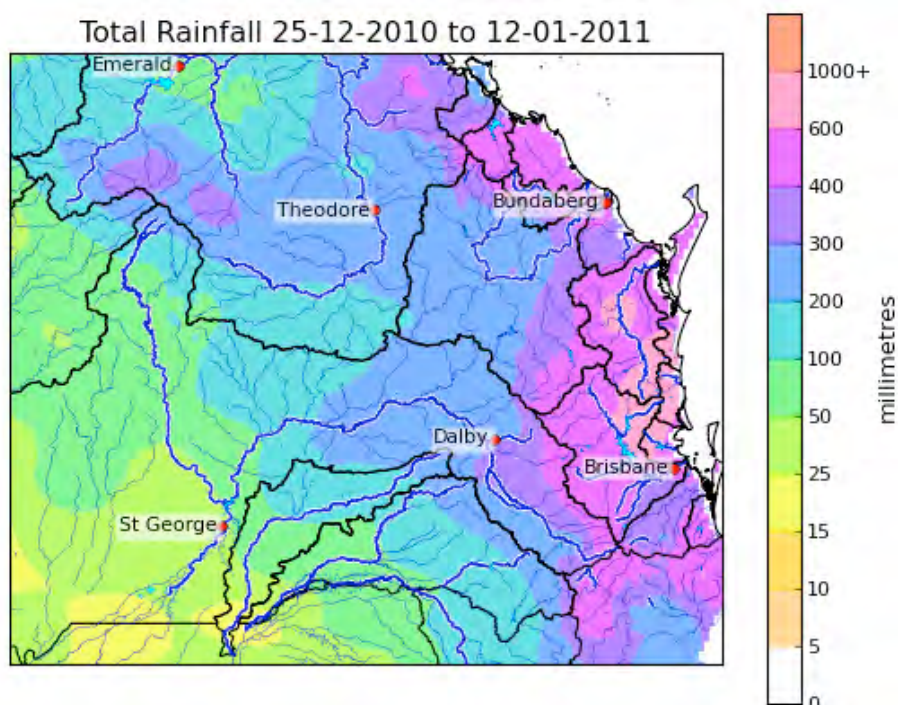 Total Rainfall 25-12-2010 to 12-01-2011
Emerald
Theodore
Bundaberg
Dalby
Brisbane
St George
1000+
600
400
300
200
100
50
25
15
10
5
0
millimetres